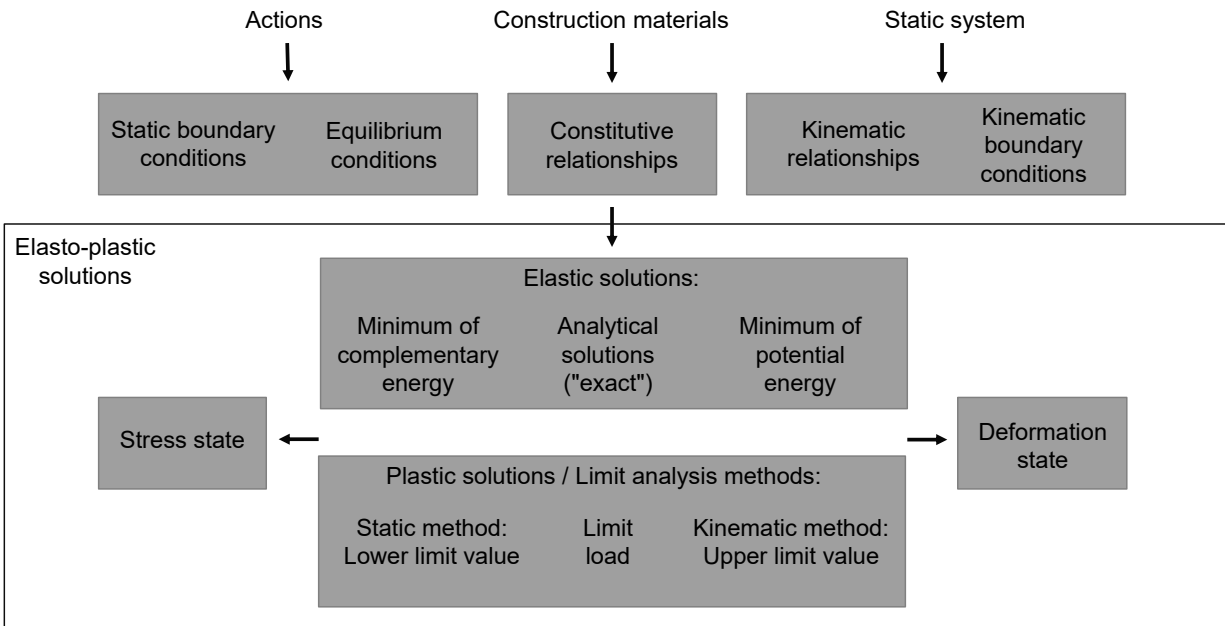 Actions
Construction materials
Static system
Static boundary
conditions
Equilibrium
conditions
Constitutive
relationships
Kinematic
relationships
Kinematic
boundary
conditions
Elasto-plastic
solutions
Elastic solutions:
Minimum of
complementary
energy
Analytical
solutions
("exact")
Minimum of
potential
energy
Stress state
Deformation
state
Plastic solutions / Limit analysis methods:
Static method:
Lower limit value
Limit
load
Kinematic method:
Upper limit value